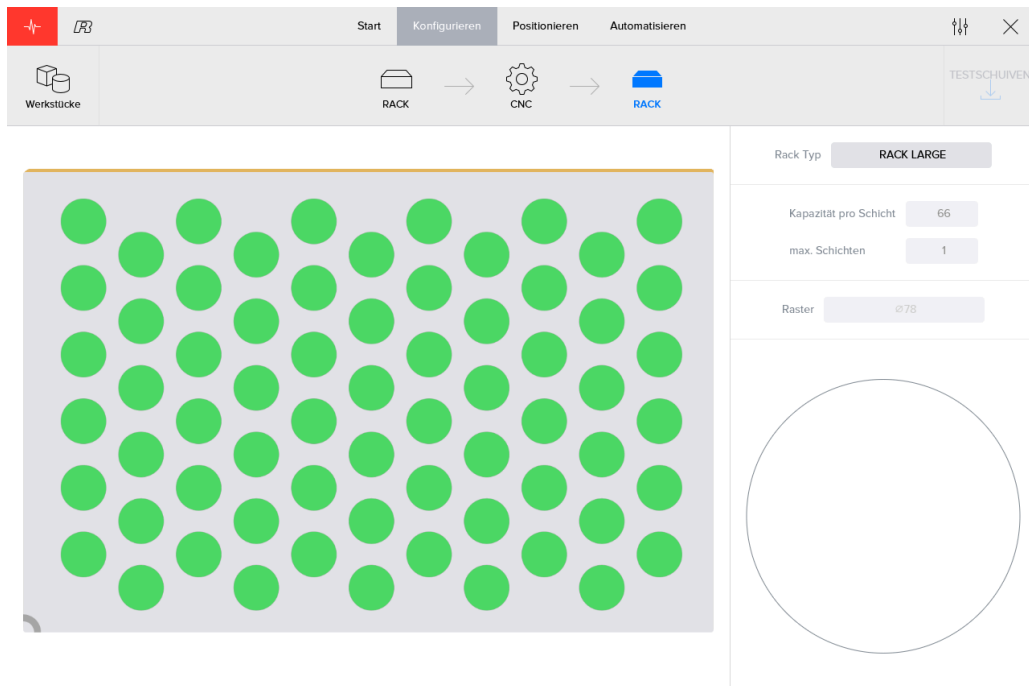 Start Konfigurieren Positionieren Automatisieren
Werkstücke
RACK
CNC
RACK
TESTSCHUIVEN
Rack Typ RACK LARGE
Kapazität pro Schicht 66
max. Schichten 1
Raster ⌀78